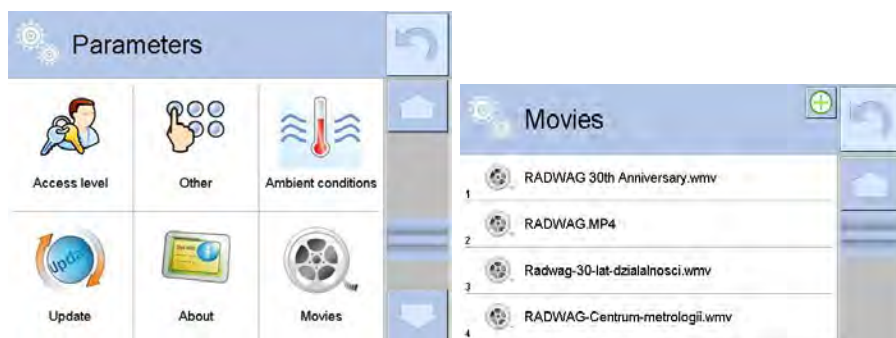 Parameters
Access level
Other
Ambient conditions
Update
Update
About
Movies
Movies
1 RADWAG 30th Anniversary.wmv
2 RADWAG.MP4
3 Radwag-30-lat-dzialalnosci.wmv
4 RADWAG-Centrum-metrologii.wmv